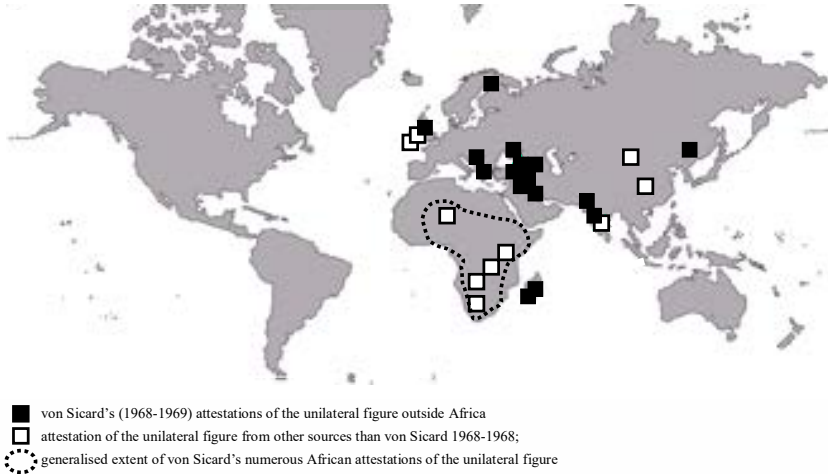 von Sicard's (1968-1969) attestations of the unilateral figure outside Africa
attestation of the unilateral figure from other sources than von Sicard 1968-1968;
generalised extent of von Sicard's numerous African attestations of the unilateral figure